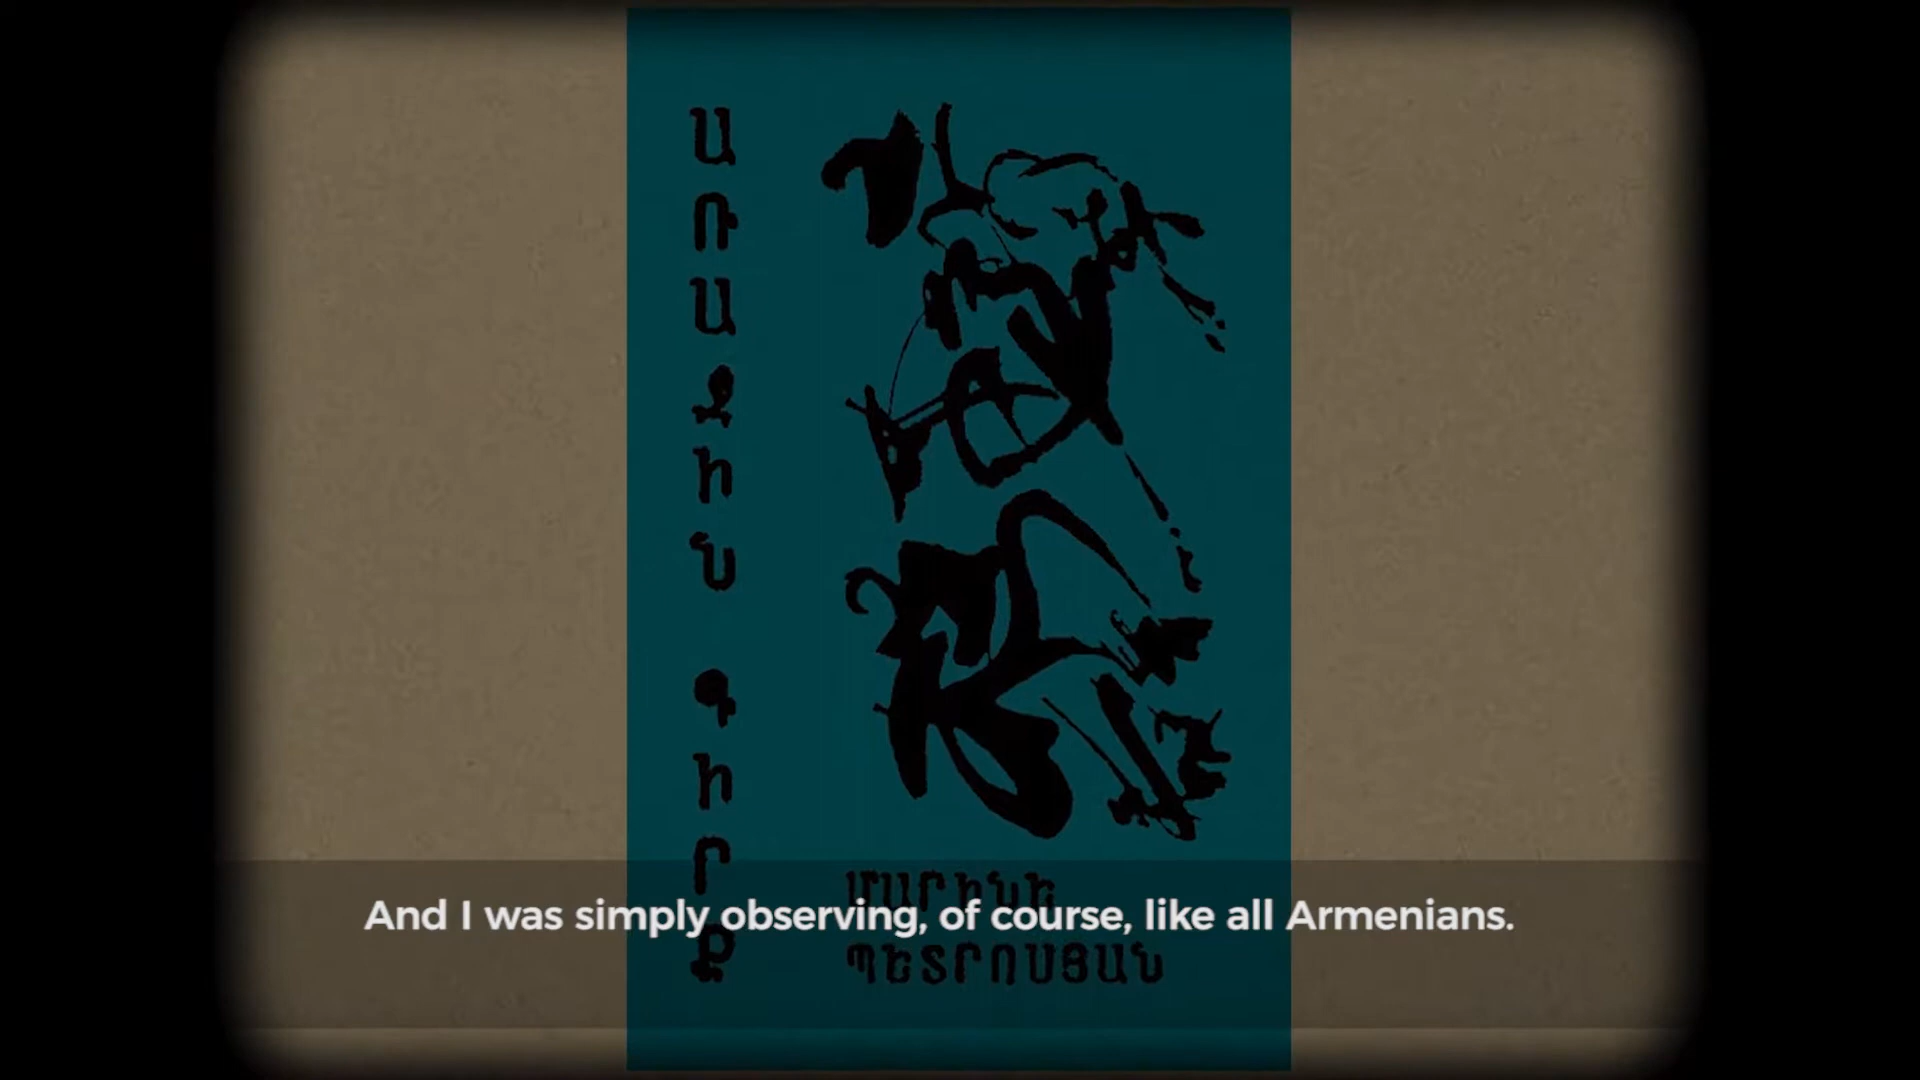 առաջին գիրք
ՄԱՐԻՆԵ
And I was simply observing, of course, like all Armenians.
ՊԵՏՐՈՍՅԱՆ